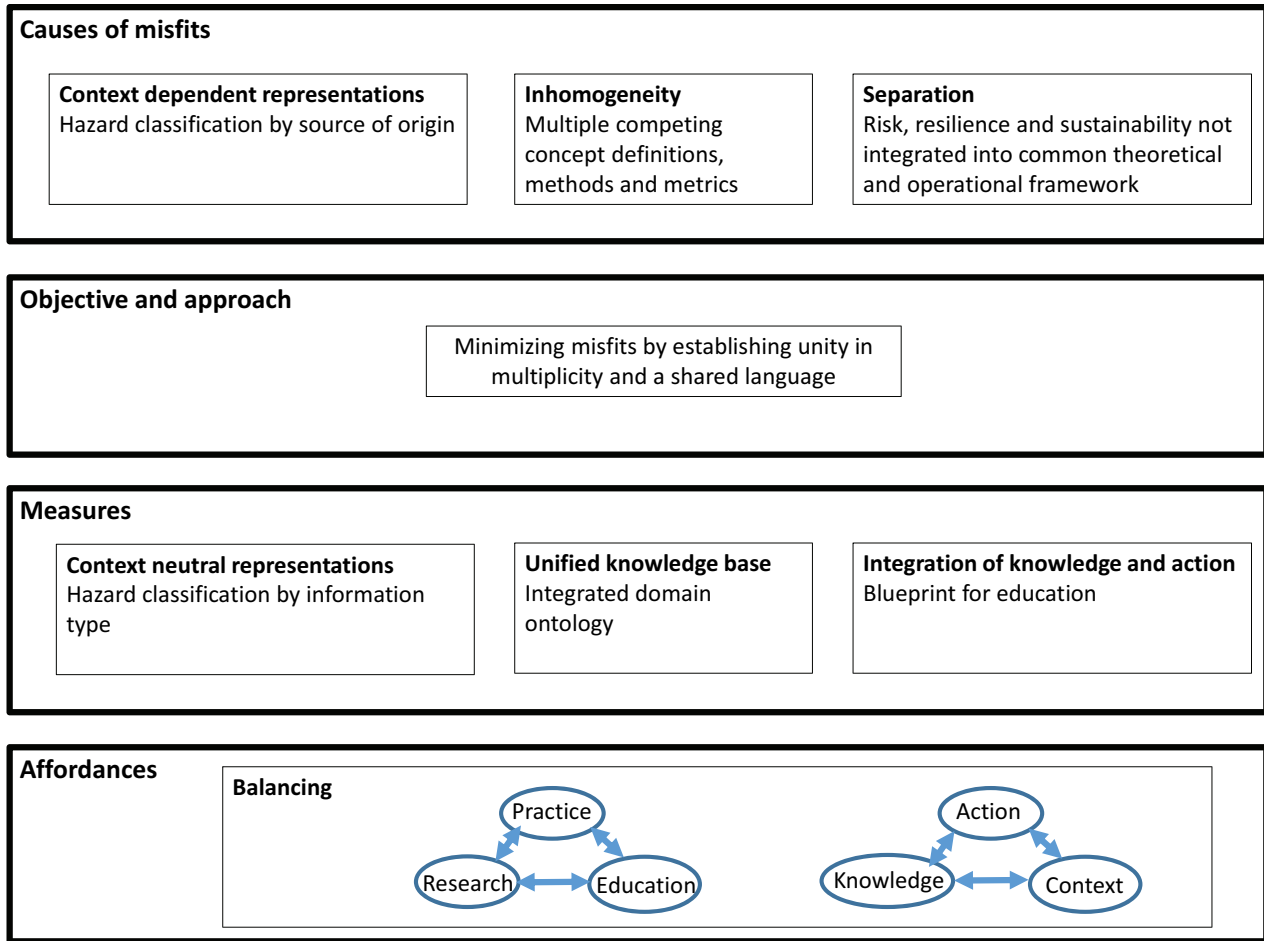 Causes of misfits
Context dependent representations
Hazard classification by source of origin
Inhomogeneity
Multiple competing
concept definitions,
methods and metrics
Separation
Risk, resilience and sustainability not
integrated into common theoretical
and operational framework
Objective and approach
Minimizing misfits by establishing unity in
multiplicity and a shared language
Measures
Context neutral representations
Hazard classification by information
type
Unified knowledge base
Integrated domain
ontology
Integration of knowledge and action
Blueprint for education
Affordances
Balancing
Practice
Research
Education
Action
Knowledge
Context